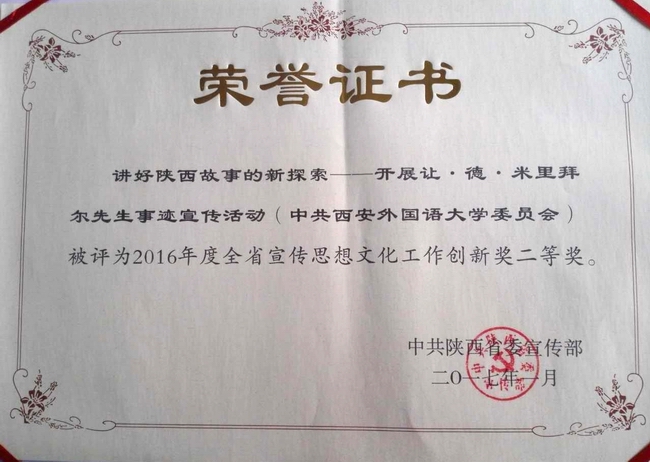 荣誉证书
讲好陕西故事的新探索——开展让·德·米里拜
尔先生事迹宣传活动（中共西安外国语大学委员会）
被评为2016年度全省宣传思想文化工作创新奖二等奖。
中共陕西省委宣传部
二〇一七年一月